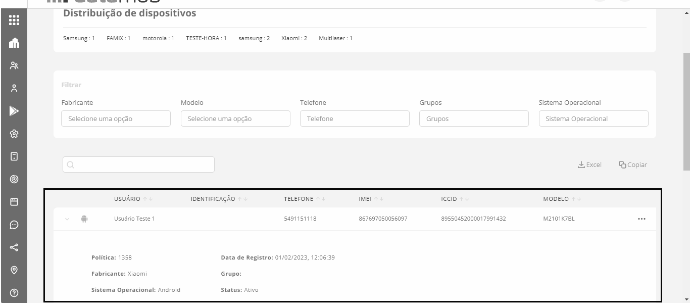 Distribuição de dispositivos
Samsung : 1 FAMIX : 1 motorola : 1 TESTE-HORA : 1 samsung : 2 Xiaomi : 2 Multilaser : 1
Filtrar
Fabricante Modelo Telefone Grupos Sistema Operacional
Selecione uma opção Selecione uma opção Telefone Grupos Sistema Operacional
Excel Copiar
USUÁRIO IDENTIFICAÇÃO TELEFONE IMEI ICCID MODELO
Usuário Teste 1 5491151118 867697050056097 89550452000017991432 M2101K7BL
Política: 1358 Data de Registro: 01/02/2023, 12:06:39
Fabricante: Xiaomi Grupo:
Sistema Operacional: Android Status: Ativo